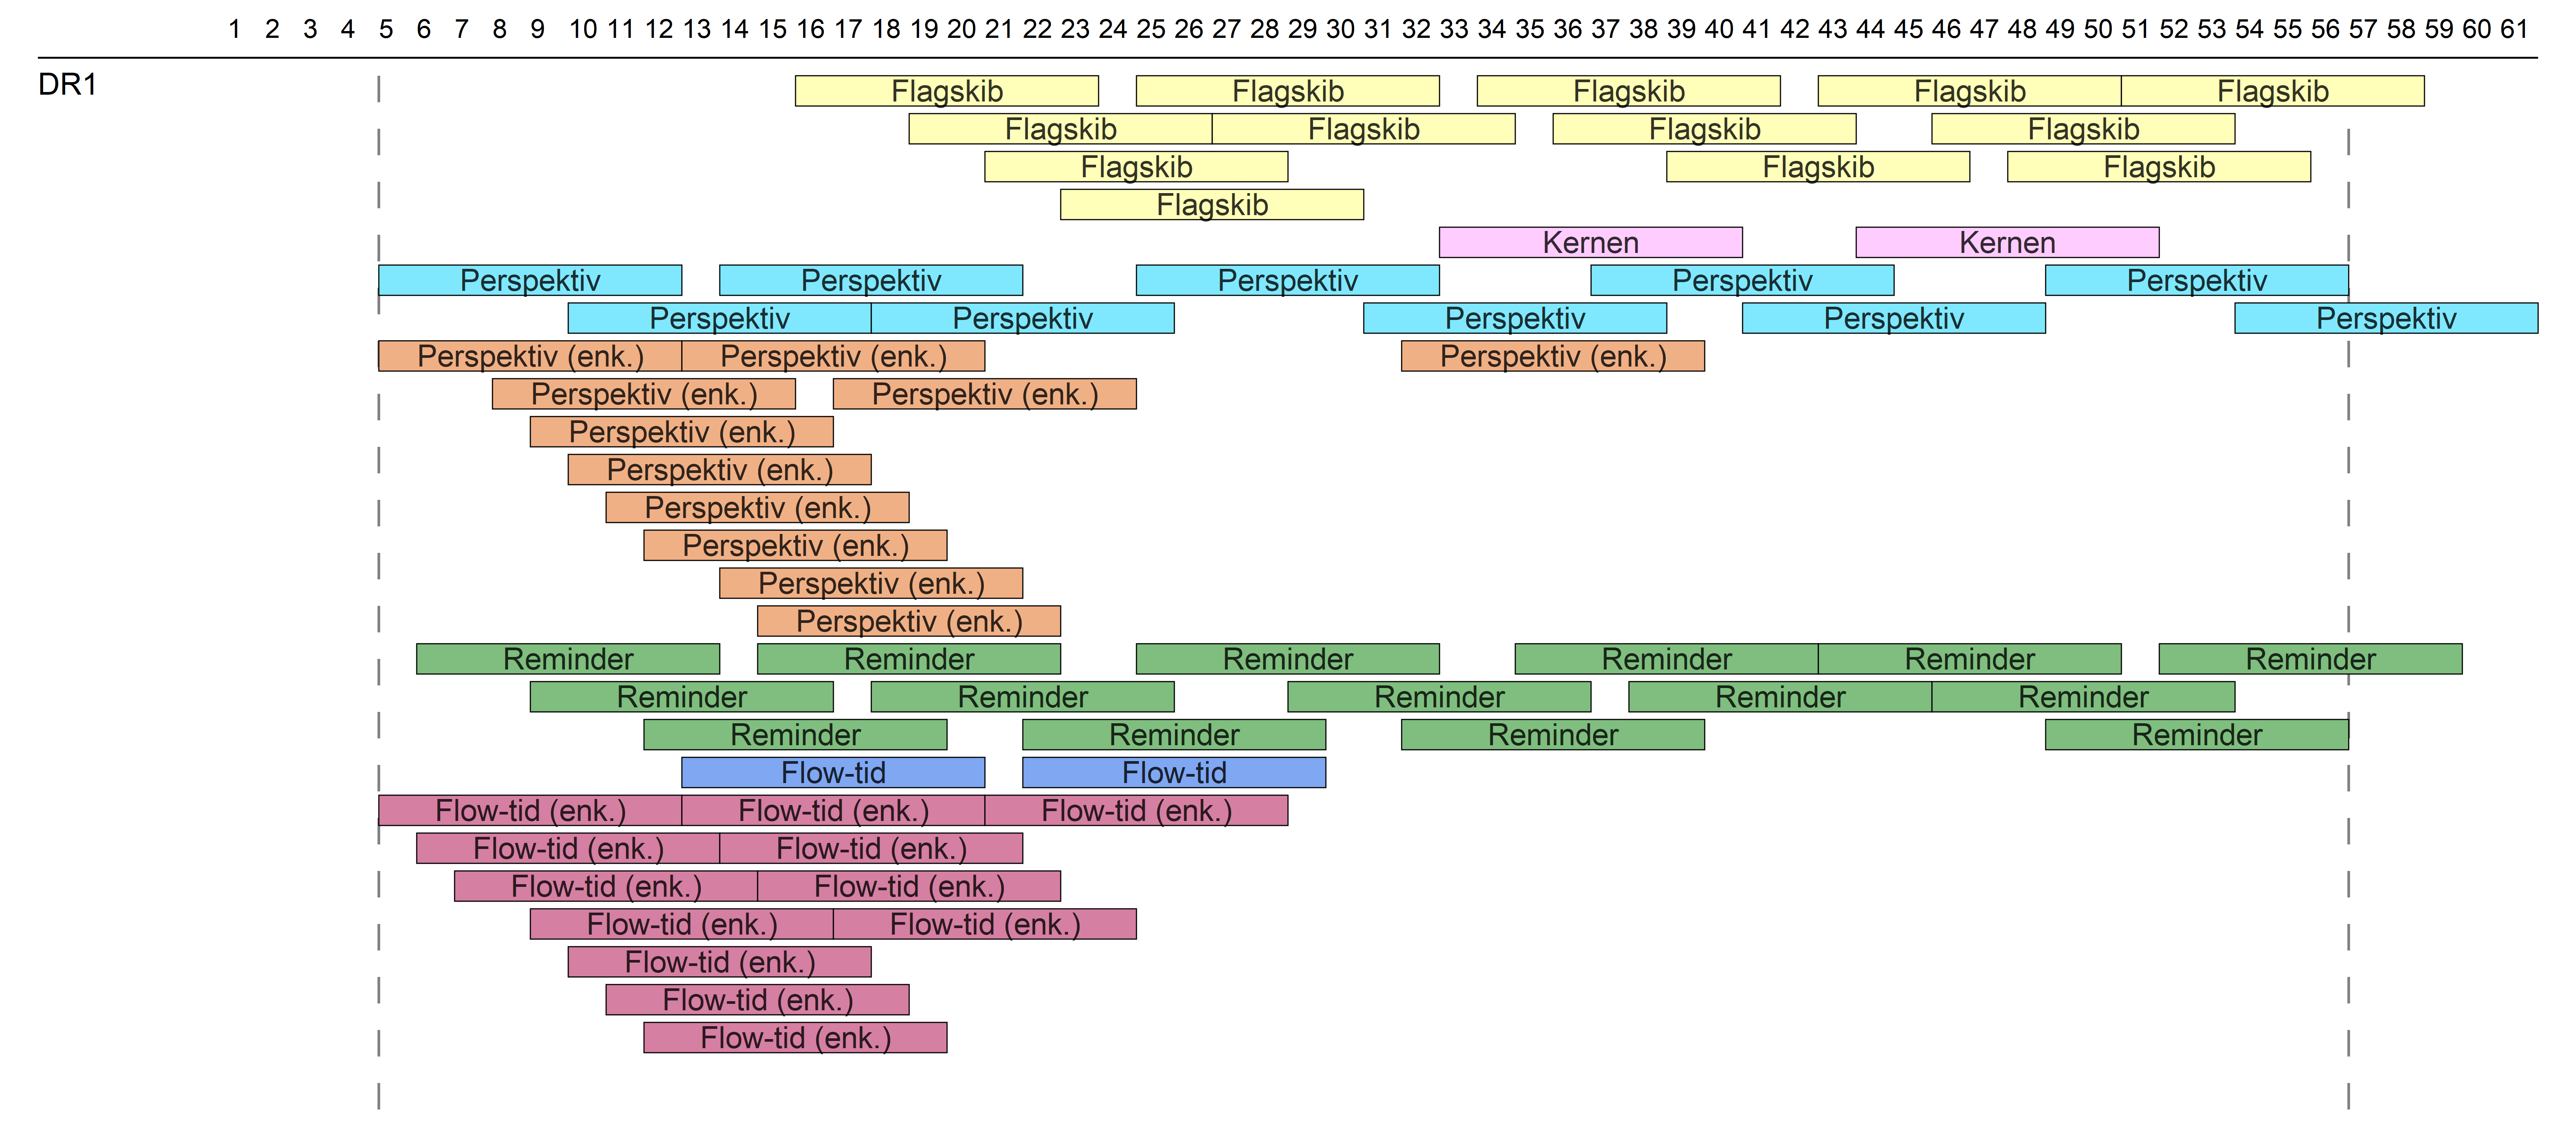 1 2 3 4 5 6 7 8 9 10 11 12 13 14 15 16 17 18 19 20 21 22 23 24 25 26 27 28 29 30 31 32 33 34 35 36 37 38 39 40 41 42 43 44 45 46 47 48 49 50 51 52 53 54 55 56 57 58 59 60 61
DR1 Flagskib Flagskib Flagskib Flagskib Flagskib
Flagskib Flagskib Flagskib Flagskib
Flagskib Flagskib Flagskib
Flagskib
Kernen Kernen
Perspektiv Perspektiv Perspektiv Perspektiv Perspektiv
Perspektiv Perspektiv Perspektiv Perspektiv Perspektiv
Perspektiv (enk.) Perspektiv (enk.) Perspektiv (enk.)
Perspektiv (enk.) Perspektiv (enk.)
Perspektiv (enk.)
Perspektiv (enk.)
Perspektiv (enk.)
Perspektiv (enk.)
Perspektiv (enk.)
Perspektiv (enk.)
Reminder Reminder Reminder Reminder Reminder Reminder
Reminder Reminder Reminder Reminder Reminder
Reminder Reminder Reminder Reminder
Flow-tid Flow-tid
Flow-tid (enk.) Flow-tid (enk.) Flow-tid (enk.)
Flow-tid (enk.) Flow-tid (enk.)
Flow-tid (enk.) Flow-tid (enk.)
Flow-tid (enk.) Flow-tid (enk.)
Flow-tid (enk.)
Flow-tid (enk.)
Flow-tid (enk.)